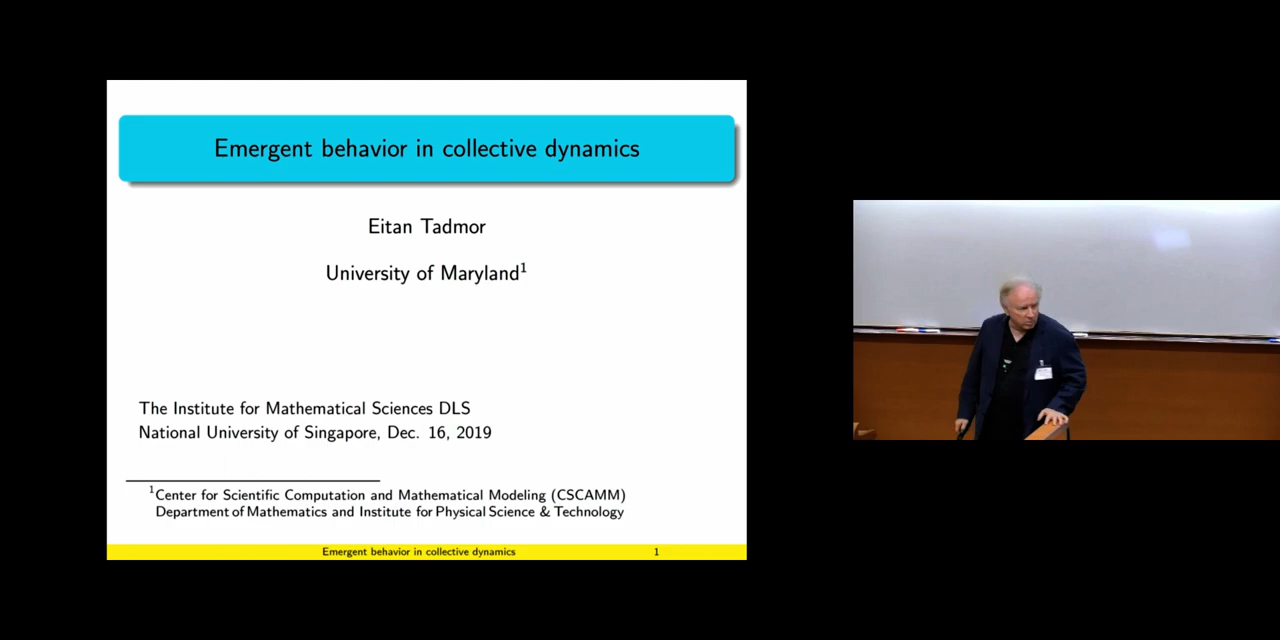 Emergent behavior in collective dynamics
Eitan Tadmor
University of Maryland¹
The Institute for Mathematical Sciences DLS
National University of Singapore, Dec. 16, 2019
¹Center for Scientific Computation and Mathematical Modeling (CSCAMM)
Department of Mathematics and Institute for Physical Science & Technology
Emergent behavior in collective dynamics 1